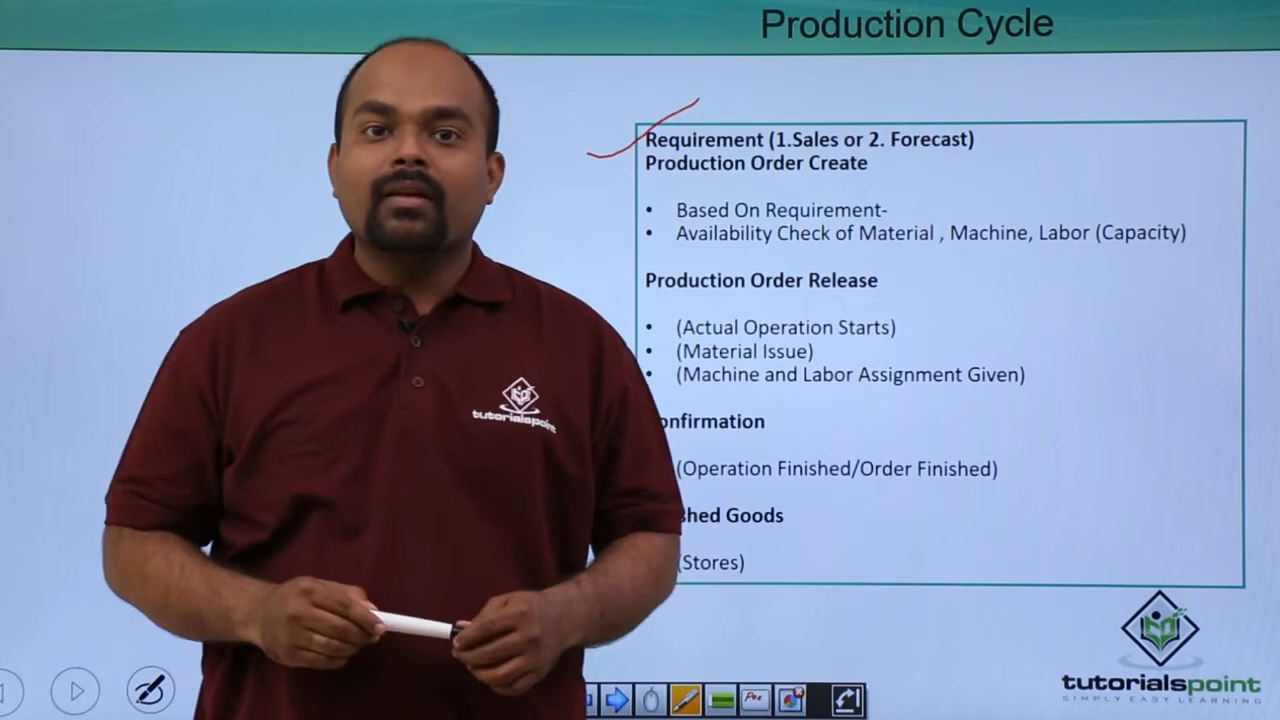 Production Cycle
Requirement (1.Sales or 2. Forecast)
Production Order Create
• Based On Requirement-
• Availability Check of Material , Machine, Labor (Capacity)
Production Order Release
• (Actual Operation Starts)
• (Material Issue)
• (Machine and Labor Assignment Given)
onfirmation
(Operation Finished/Order Finished)
shed Goods
(Stores)
tutorialspoint
tutorialspoint
SIMPLY EASY LEARNING